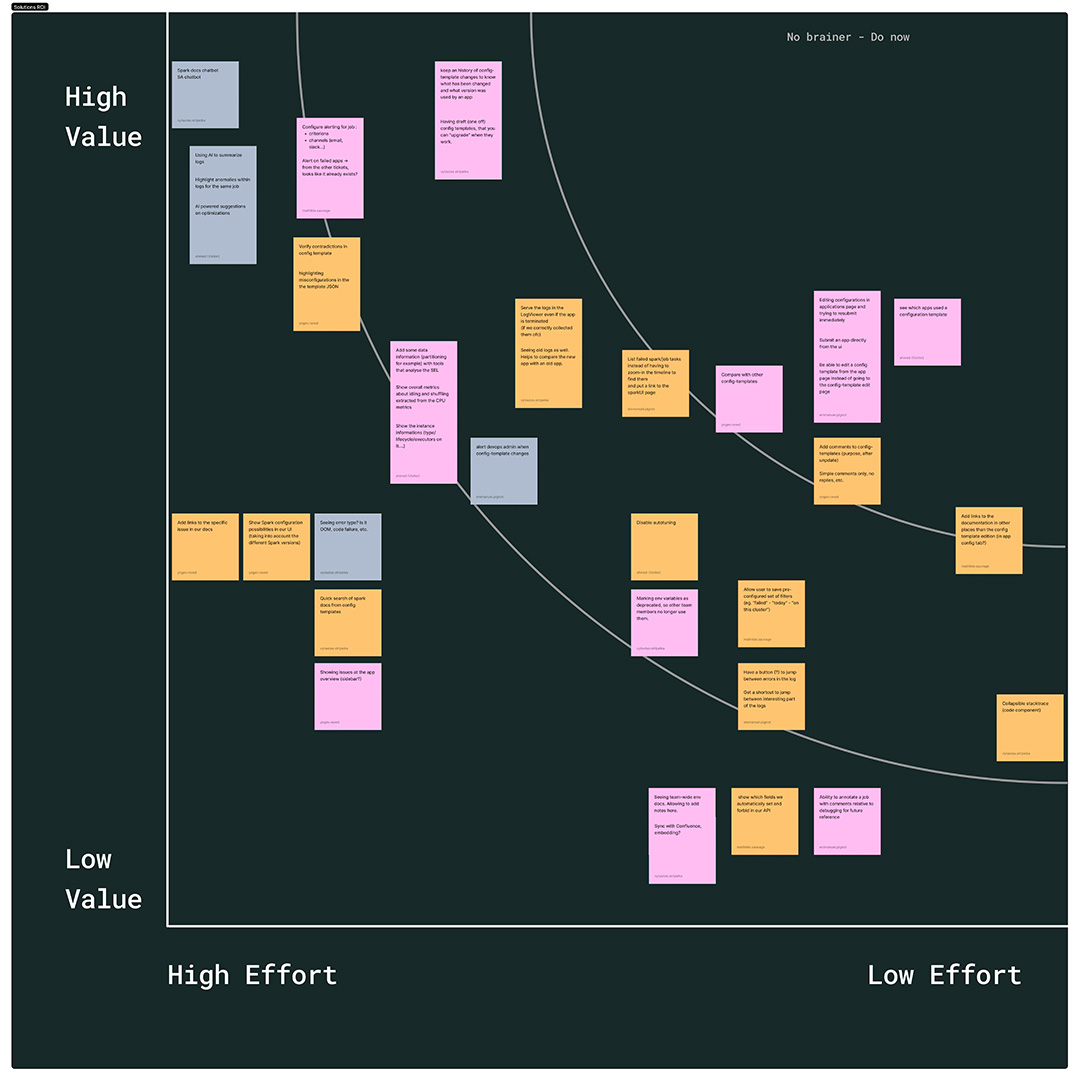 Solutions ROI
No brainer - Do now
High
Value
Spark docs chatbot
SA chatbot
keep an history of config-
template changes to know
what has been changed
and what version was
used by an app
Having draft (one off)
config templates, that you
can "upgrade" when they
work.
Configure alerting for job :
• criterions
• channels (email,
slack...)
Alert on failed apps →
from the other tickets,
looks like it already exists?
Using AI to summarize
logs
Highlight anomalies within
logs for the same job
AI powered suggestions
on optimizations
Verify contradictions in
config template
highlighting
misconfigurations in the
the template JSON
Serve the logs in the
LogViewer even if the app
is terminated
(if we correctly collected
them ofc)
Seeing old logs as well.
Helps to compare the new
app with an old app.
Editing configurations in
applications page and
trying to resubmit
immediately
Submit an app directly
from the ui
Be able to edit a config
template from the app
page instead of going to
the config-template edit
page
see which apps used a
configuration-template
Add some data
information (partitioning
for example) with tools
that analyse the SEL
Show overall metrics
about idling and shuffling
extracted from the CPU
metrics
Show the instance
informations (type/
lifecycle/executors on
it....)
List failed spark/job tasks
instead of having to
zoom-in the timeline to
find them
and put a link to the
sparkUI page
Compare with other
config-templates
alert devops admin when
config-template changes
Add comments to config-
templates (purpose, after
update)
Simple comments only, no
replies, etc.
Add links to the
documentation in other
places than the config
template edition (in app
config tab?)
Add links to the specific
issue in our docs
Show Spark configuration
possibilities in our UI
(taking into account the
different Spark versions)
Seeing error type? Is it
OOM, code failure, etc.
Disable autotuning
Allow user to save pre-
configured set of filters
(eg. "failed" - "today" - "on
this cluster")
Quick search of spark
docs from config
templates
Marking env variables as
deprecated, so other team
members no longer use
them.
Showing issues at the app
overview (sidebar?)
Have a button (?) to jump
between errors in the log
Get a shortcut to jump
between interesting part
of the logs
Collapsible stacktrace
(code component)
Seeing team-wide env
docs. Allowing to add
notes here.
Sync with Confluence,
embedding?
show which fields we
automatically set and
forbid in our API
Ability to annotate a job
with comments relative to
debugging for future
reference
Low
Value
High Effort
Low Effort